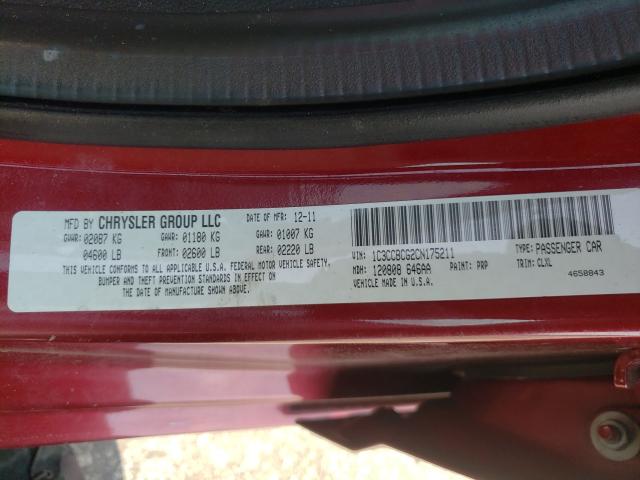 MFD BY CHRYSLER GROUP LLC
DATE OF MFR: 12-11
GVWR: 02087 KG
GAWR: 01180 KG
GAWR: 01007 KG
04600 LB
FRONT: 02600 LB
REAR: 02220 LB
THIS VEHICLE CONFORMS TO ALL APPLICABLE U.S.A. FEDERAL MOTOR VEHICLE SAFETY,
BUMPER AND THEFT PREVENTION STANDARDS IN EFFECT ON
THE DATE OF MANUFACTURE SHOWN ABOVE.
VIN: 1C3CCBCG2CN175211
TYPE: PASSENGER CAR
MDH: 120808 646AA
PAINT: PRP
TRIM: CLXL
VEHICLE MADE IN U.S.A.
4658843